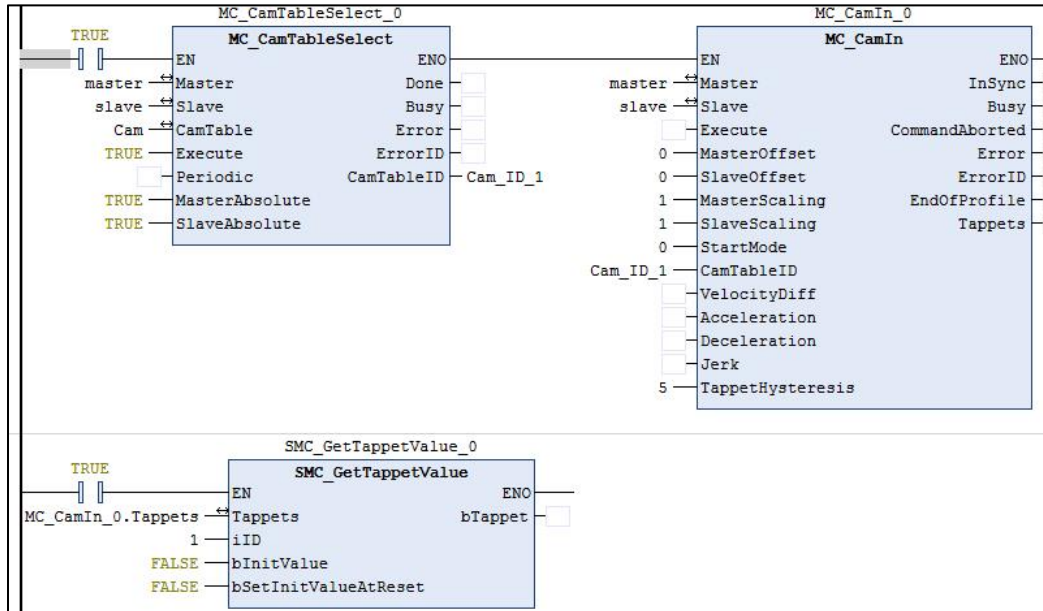 MC_CamTableSelect_0 MC_CamIn_0
TRUE MC_CamTableSelect MC_CamIn
EN ENO EN ENO
master Master Done master Master InSync
slave Slave Busy slave Slave Busy
Cam CamTable Error Execute CommandAborted
TRUE Execute ErrorID 0 MasterOffset Error
Periodic CamTableID Cam_ID_1 0 SlaveOffset ErrorID
TRUE MasterAbsolute 1 MasterScaling EndOfProfile
TRUE SlaveAbsolute 1 SlaveScaling Tappets
0 StartMode
Cam_ID_1 CamTableID
VelocityDiff
Acceleration
Deceleration
Jerk
5 TappetHysteresis
SMC_GetTappetValue_0
TRUE SMC_GetTappetValue
EN ENO
MC_CamIn_0.Tappets Tappets bTappet
1 iID
FALSE bInitValue
FALSE bSetInitValueAtReset